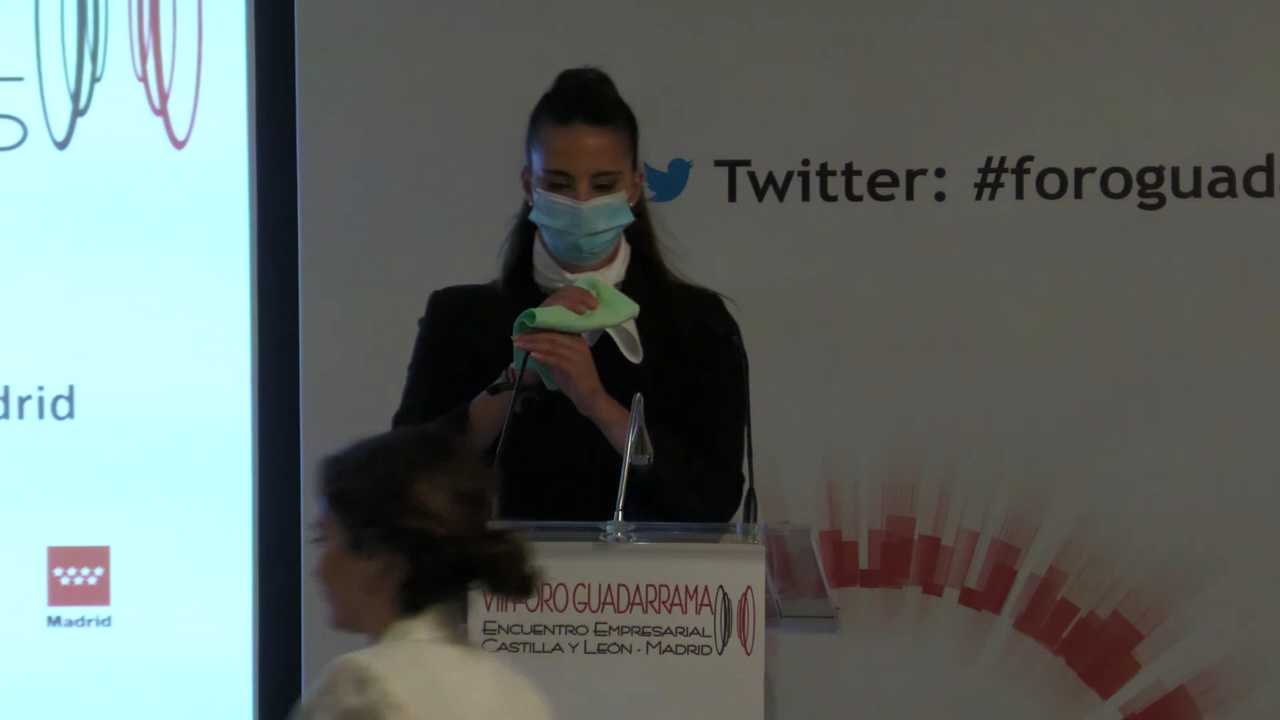 Twitter: #foroguad
drid
Madrid
VIII FORO GUADARRAMA
ENCUENTRO EMPRESARIAL
CASTILLA Y LEÓN - MADRID